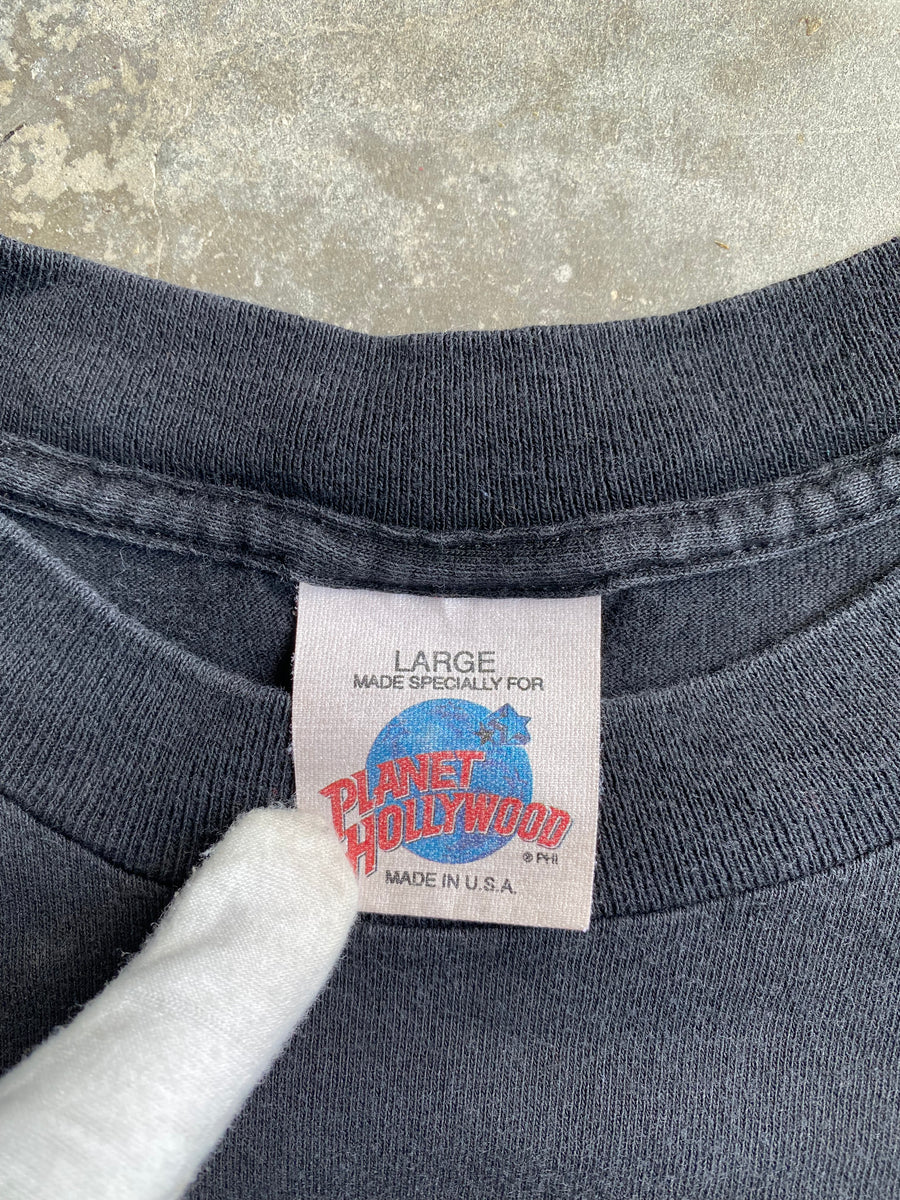 LARGE
MADE SPECIALLY FOR
PLANET
HOLLYWOOD
® PHI
MADE IN U.S.A.